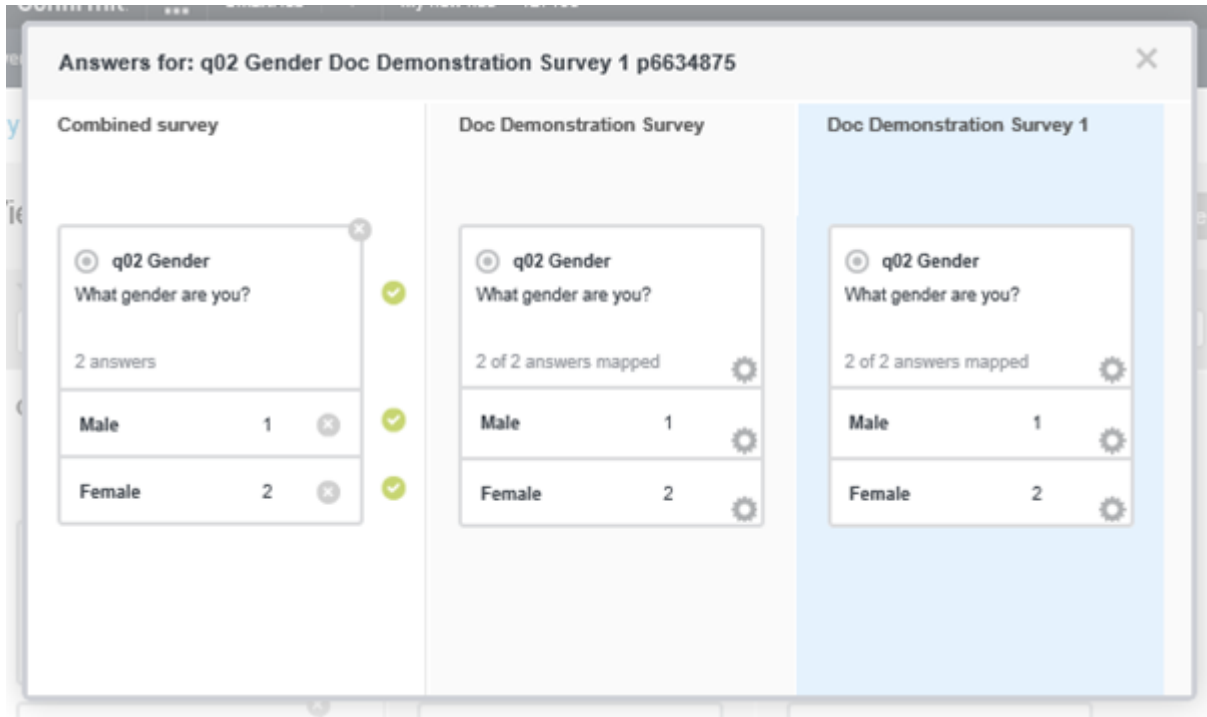 Answers for: q02 Gender Doc Demonstration Survey 1 p6634875
Combined survey
Doc Demonstration Survey
Doc Demonstration Survey 1
q02 Gender
What gender are you?
2 answers
Male 1
Female 2
q02 Gender
What gender are you?
2 of 2 answers mapped
Male 1
Female 2
q02 Gender
What gender are you?
2 of 2 answers mapped
Male 1
Female 2